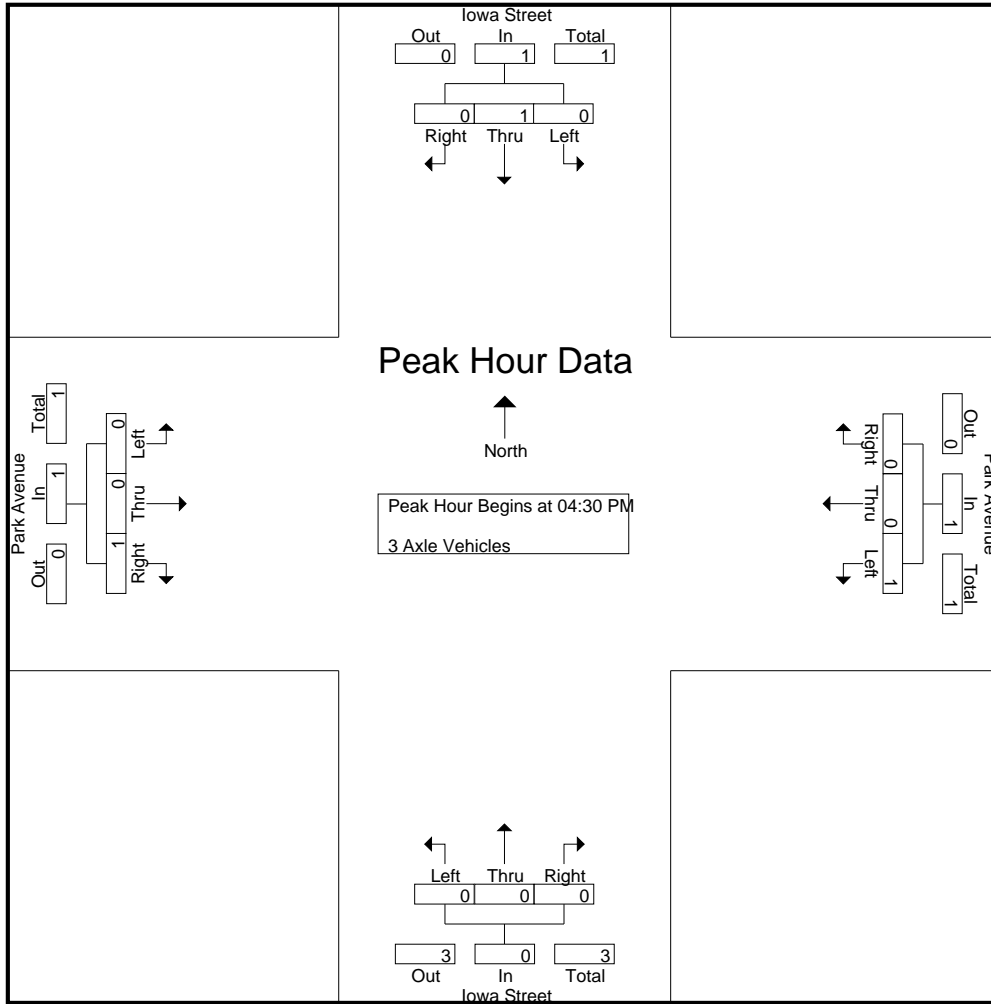 Iowa Street
Out In Total
0 1 1
0 1 0
Right Thru Left
Peak Hour Data
North
Peak Hour Begins at 04:30 PM
3 Axle Vehicles
Park Avenue
Out In Total
0 1 1
Right Thru Left
1 0 0
Park Avenue
Out In Total
0 1 1
Right Thru Left
0 0 1
Left Thru Right
0 0 0
3 0 3
Out In Total
Iowa Street